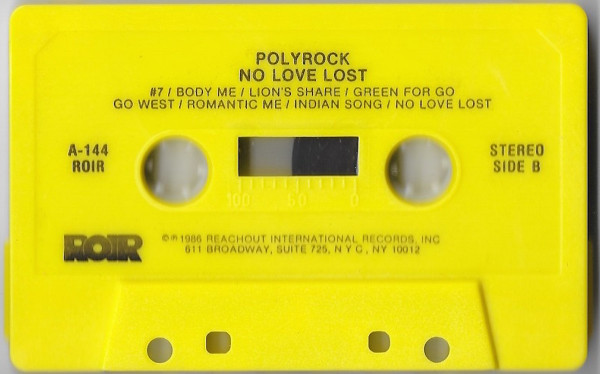 POLYROCK
NO LOVE LOST
#7 / BODY ME / LION'S SHARE / GREEN FOR GO
GO WEST / ROMANTIC ME / INDIAN SONG / NO LOVE LOST
A-144
ROIR
STEREO
SIDE B
100 50 0
ROIR
©℗1986 REACHOUT INTERNATIONAL RECORDS, INC
611 BROADWAY, SUITE 725, N Y C , NY 10012